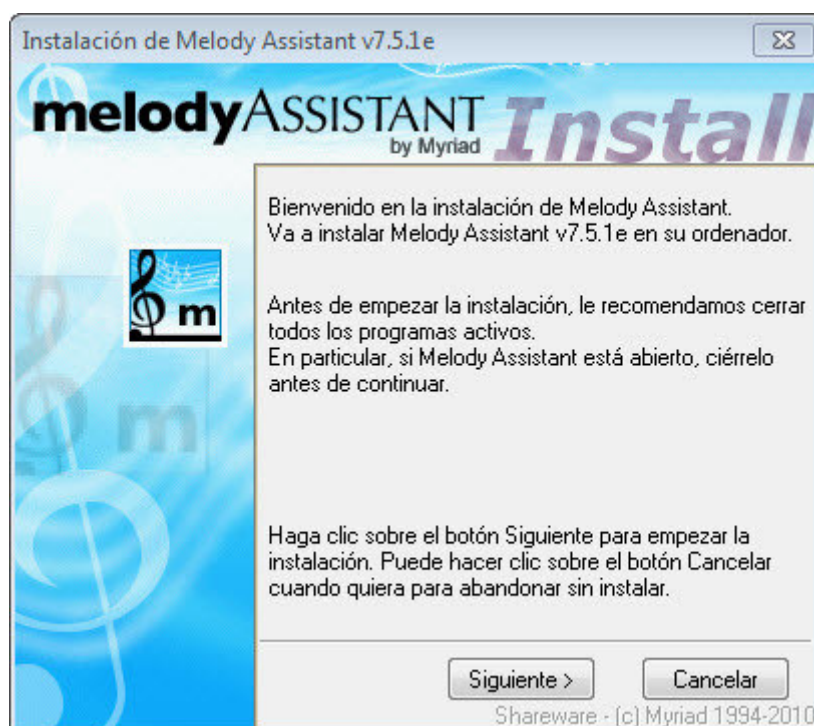 Instalación de Melody Assistant v7.5.1e
melodyASSISTANT
by Myriad
Install
Bienvenido en la instalación de Melody Assistant.
Va a instalar Melody Assistant v7.5.1e en su ordenador.
m
Antes de empezar la instalación, le recomendamos cerrar
todos los programas activos.
En particular, si Melody Assistant está abierto, ciérrelo
antes de continuar.
m
Haga clic sobre el botón Siguiente para empezar la
instalación. Puede hacer clic sobre el botón Cancelar
cuando quiera para abandonar sin instalar.
Siguiente >
Cancelar
Shareware - (c) Myriad 1994-2010